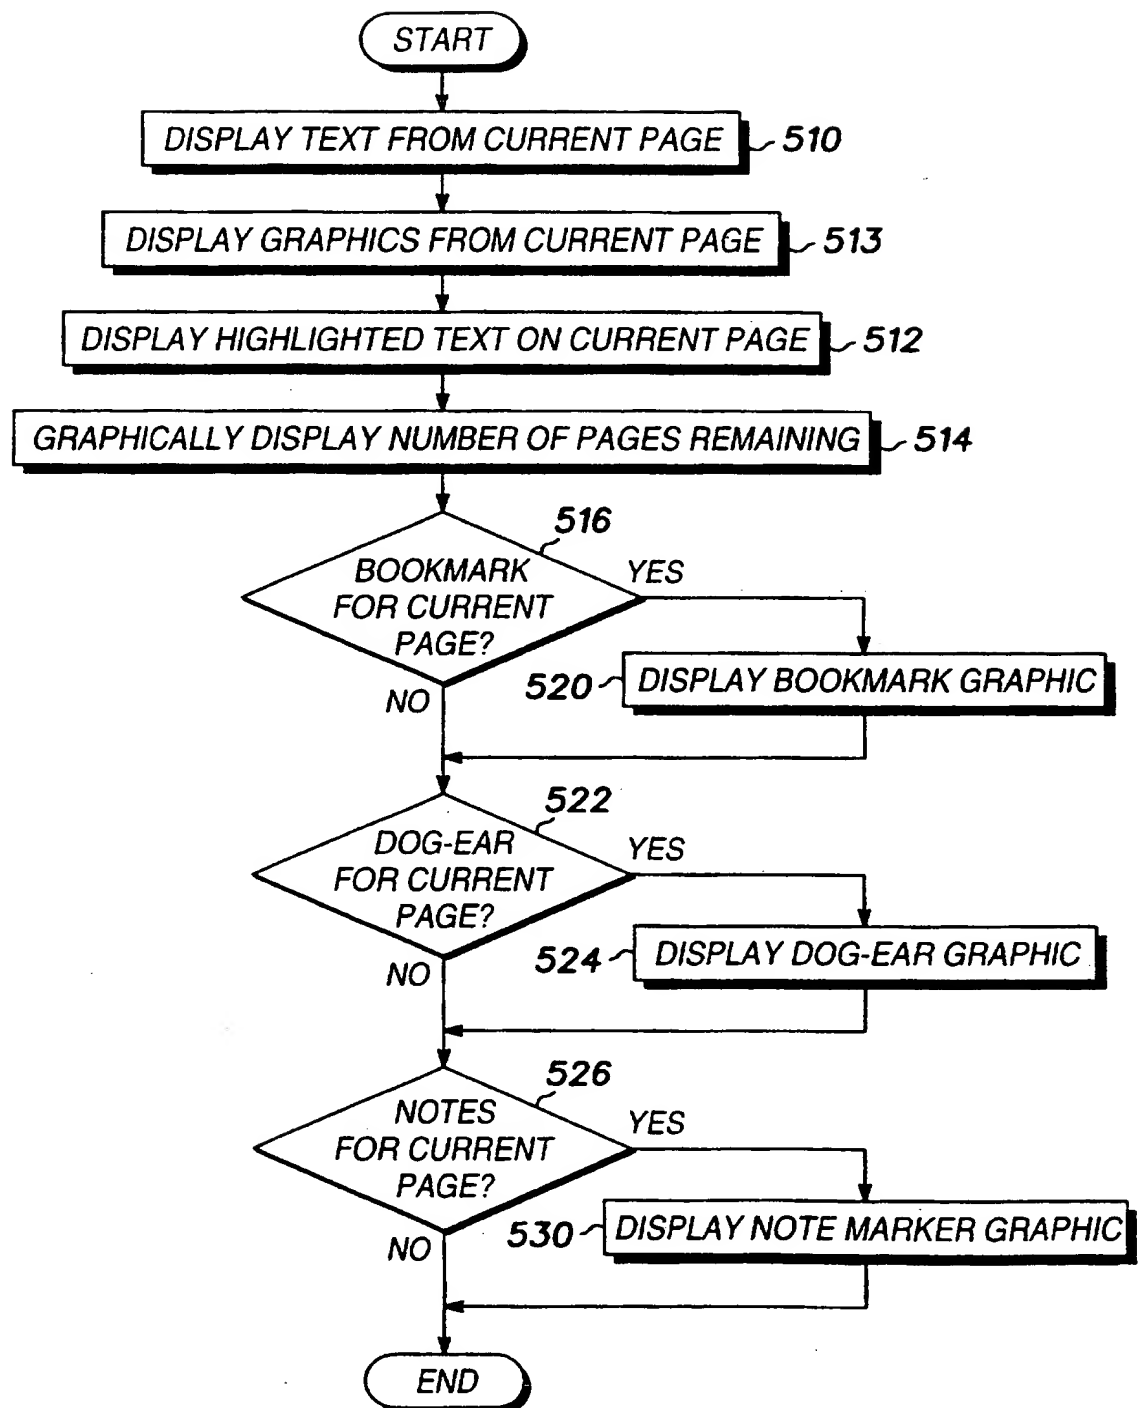 START
DISPLAY TEXT FROM CURRENT PAGE
510
DISPLAY GRAPHICS FROM CURRENT PAGE
513
DISPLAY HIGHLIGHTED TEXT ON CURRENT PAGE
512
GRAPHICALLY DISPLAY NUMBER OF PAGES REMAINING
514
516
BOOKMARK
FOR CURRENT
PAGE?
YES
NO
520
DISPLAY BOOKMARK GRAPHIC
522
DOG-EAR
FOR CURRENT
PAGE?
YES
NO
524
DISPLAY DOG-EAR GRAPHIC
526
NOTES
FOR CURRENT
PAGE?
YES
NO
530
DISPLAY NOTE MARKER GRAPHIC
END